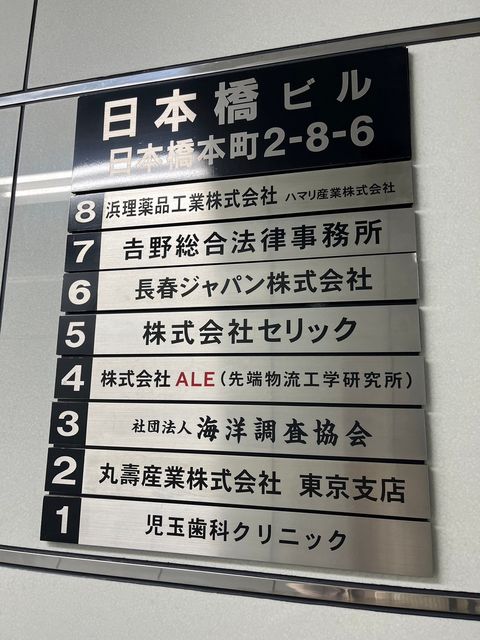 日本橋ビル
日本橋本町2-8-6
8 浜理薬品工業株式会社 ハマリ産業株式会社
7 𠮷野総合法律事務所
6 長春ジャパン株式会社
5 株式会社セリック
4 株式会社ALE(先端物流工学研究所)
3 社団法人 海洋調査協会
2 丸壽産業株式会社 東京支店
1 児玉歯科クリニック